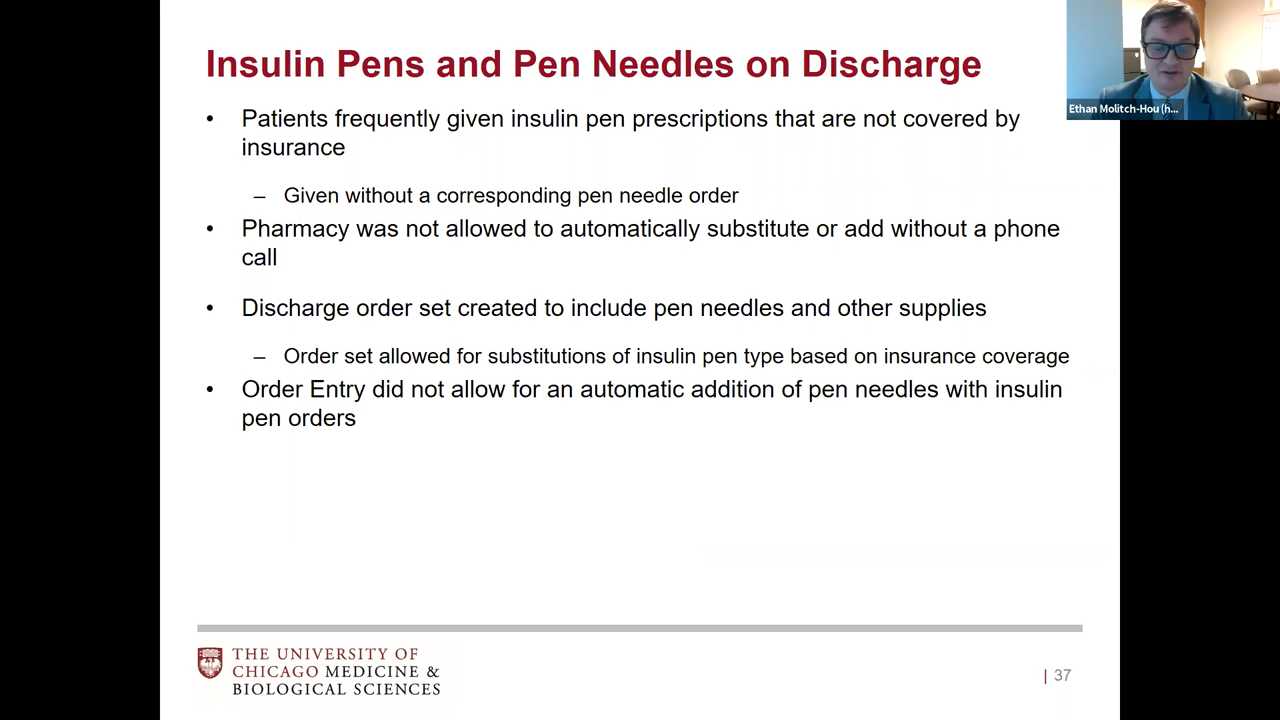 Insulin Pens and Pen Needles on Discharge
Ethan Molitch-Hou (h...
• Patients frequently given insulin pen prescriptions that are not covered by
insurance
– Given without a corresponding pen needle order
• Pharmacy was not allowed to automatically substitute or add without a phone
call
• Discharge order set created to include pen needles and other supplies
– Order set allowed for substitutions of insulin pen type based on insurance coverage
• Order Entry did not allow for an automatic addition of pen needles with insulin
pen orders
THE UNIVERSITY OF
CHICAGO MEDICINE &
BIOLOGICAL SCIENCES
| 37